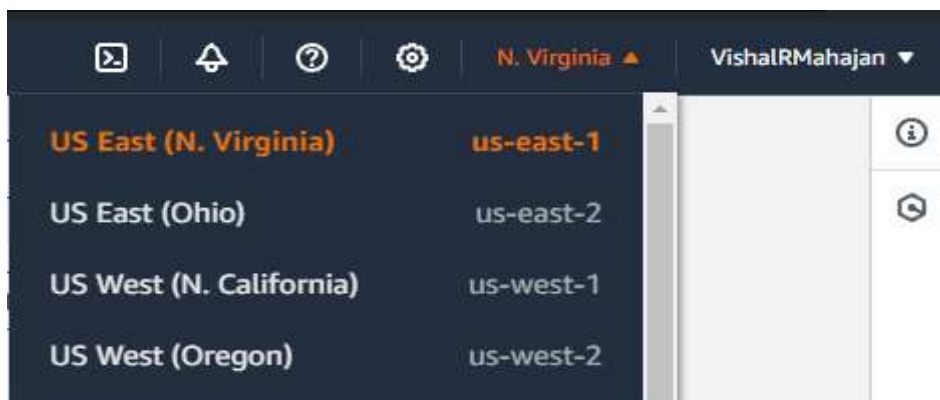 N. Virginia ▲ VishalRMahajan ▼
US East (N. Virginia) us-east-1
US East (Ohio) us-east-2
US West (N. California) us-west-1
US West (Oregon) us-west-2